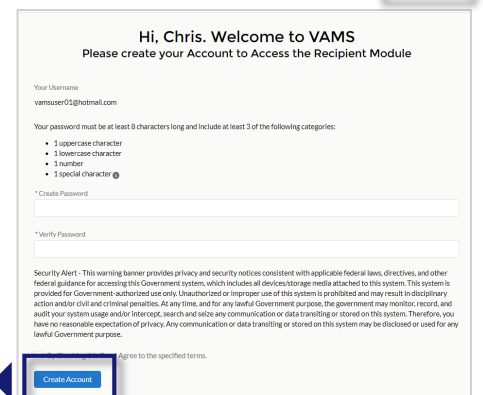 Hi, Chris. Welcome to VAMS
Please create your Account to Access the Recipient Module
Your Username
vamsuser01@hotmail.com
Your password must be at least 8 characters long and include at least 3 of the following categories:
• 1 uppercase character
• 1 lowercase character
• 1 number
• 1 special character
* Create Password
* Verify Password
Security Alert - This warning banner provides privacy and security notices consistent with applicable federal laws, directives, and other
federal guidance for accessing this Government system, which includes all devices/storage media attached to this system. This system is
provided for Government-authorized use only. Unauthorized or improper use of this system is prohibited and may result in disciplinary
action and/or civil and criminal penalties. At any time, and for any lawful Government purpose, the government may monitor, record, and
audit your system usage and/or intercept, search and seize any communication or data transiting or stored on this system. Therefore, you
have no reasonable expectation of privacy. Any communication or data transiting or stored on this system may be disclosed or used for any
lawful Government purpose.
Agree to the specified terms.
Create Account